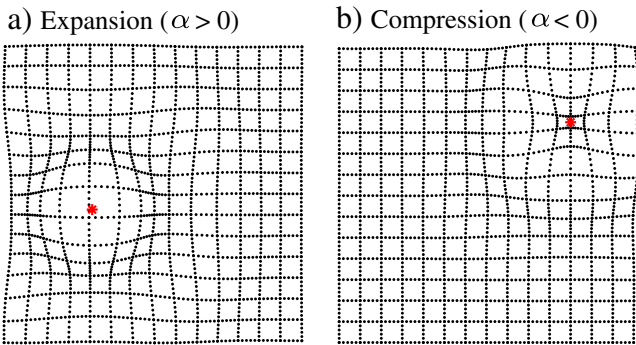 a) Expansion (α > 0)
b) Compression (α < 0)